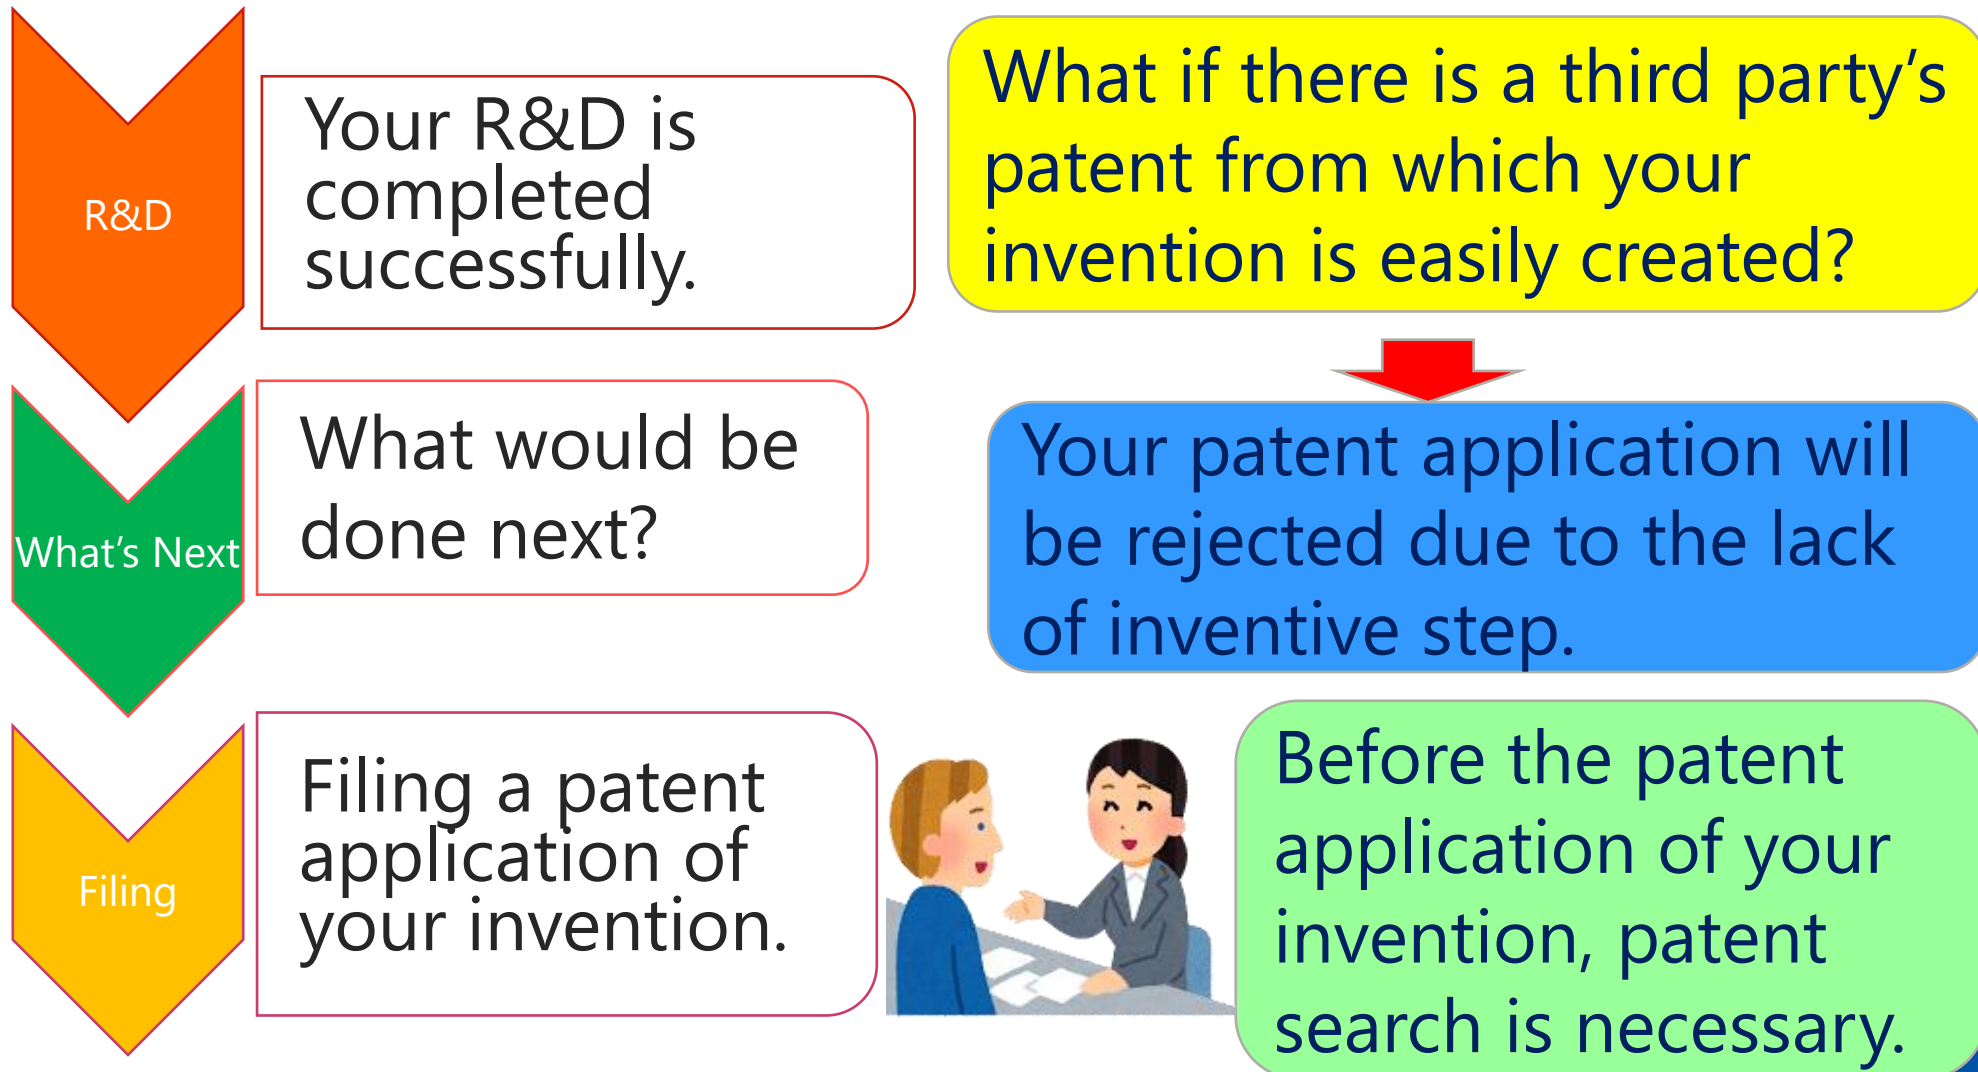 R&D
Your R&D is
completed
successfully.
What's Next
What would be
done next?
Filing
Filing a patent
application of
your invention.
What if there is a third party’s
patent from which your
invention is easily created?
Your patent application will
be rejected due to the lack
of inventive step.
Before the patent
application of your
invention, patent
search is necessary.